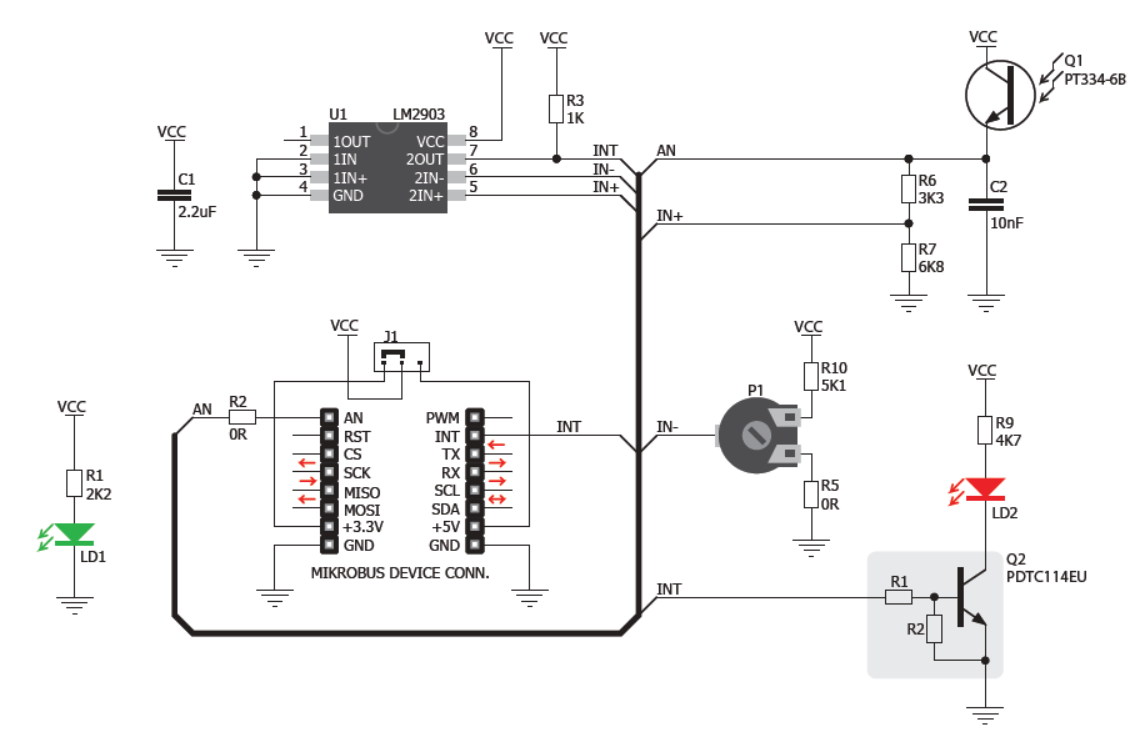 VCC
VCC
VCC
Q1
PT334-6B
R3
1K
U1
LM2903
VCC
1
1OUT
VCC
8
2
1IN
2OUT
7
INT
AN
3
1IN+
2IN-
6
IN-
4
GND
2IN+
5
IN+
C1
2.2uF
R6
3K3
C2
10nF
IN+
R7
6K8
VCC
J1
VCC
R10
5K1
P1
VCC
R9
4K7
VCC
AN
R2
0R
AN
PWM
RST
INT
INT
IN-
CS
TX
SCK
RX
MISO
SCL
MOSI
SDA
+3.3V
+5V
GND
GND
MIKROBUS DEVICE CONN.
R1
2K2
LD1
R5
0R
LD2
Q2
PDTC114EU
INT
R1
R2